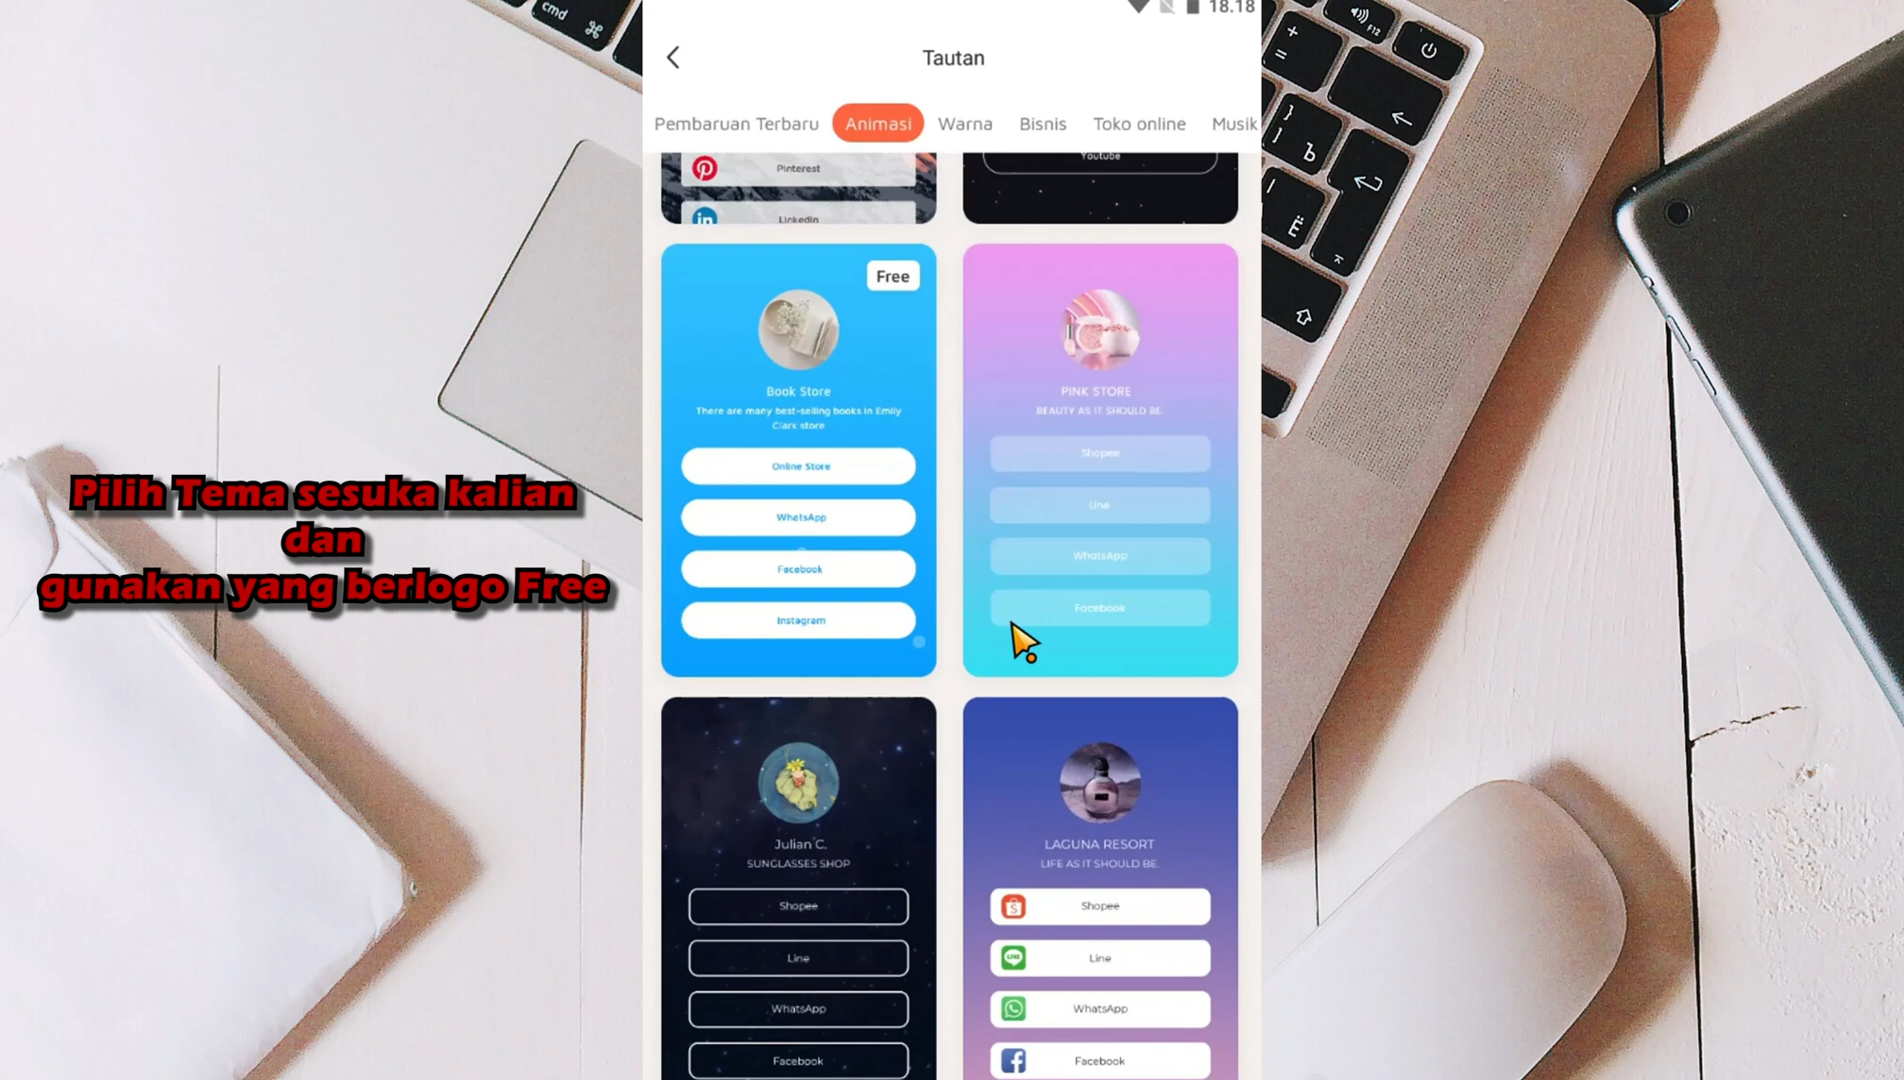 cmd
⌘
F12
+
=
}
)
Ъ
Ё
18.18
Tautan
Pembaruan Terbaru
Animasi
Warna
Bisnis
Toko online
Musik
Pinterest
LinkedIn
Youtube
Pilih Tema sesuka kalian
dan
gunakan yang berlogo Free
Free
Book Store
There are many best-selling books in Emily
Clark store
Online Store
WhatsApp
Facebook
Instagram
PINK STORE
BEAUTY AS IT SHOULD BE.
Shopee
Line
WhatsApp
Facebook
Julian C.
SUNGLASSES SHOP
Shopee
Line
WhatsApp
Facebook
LAGUNA RESORT
LIFE AS IT SHOULD BE.
Shopee
LINE
Line
WhatsApp
Facebook